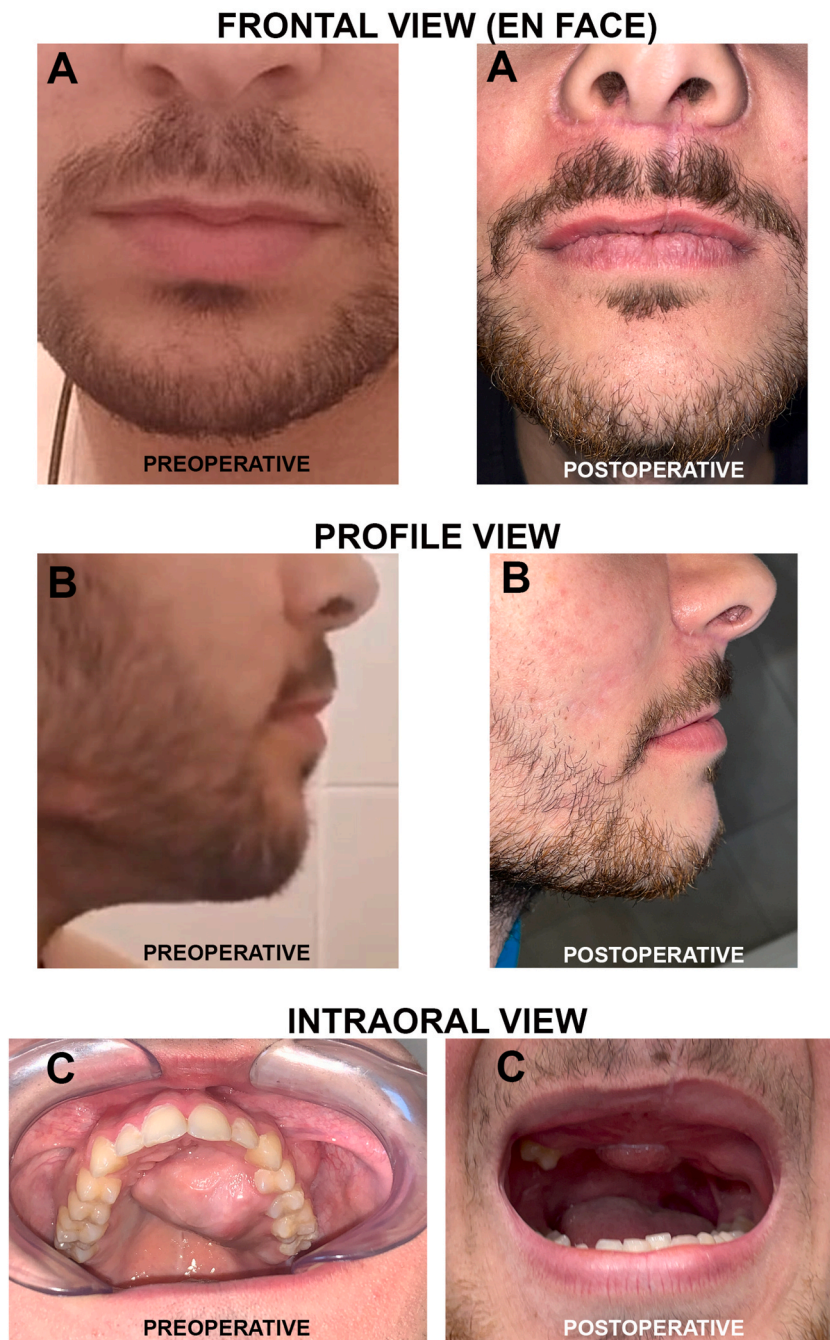 FRONTAL VIEW (EN FACE)
A
A
PREOPERATIVE
POSTOPERATIVE
PROFILE VIEW
B
B
PREOPERATIVE
POSTOPERATIVE
INTRAORAL VIEW
C
C
PREOPERATIVE
POSTOPERATIVE